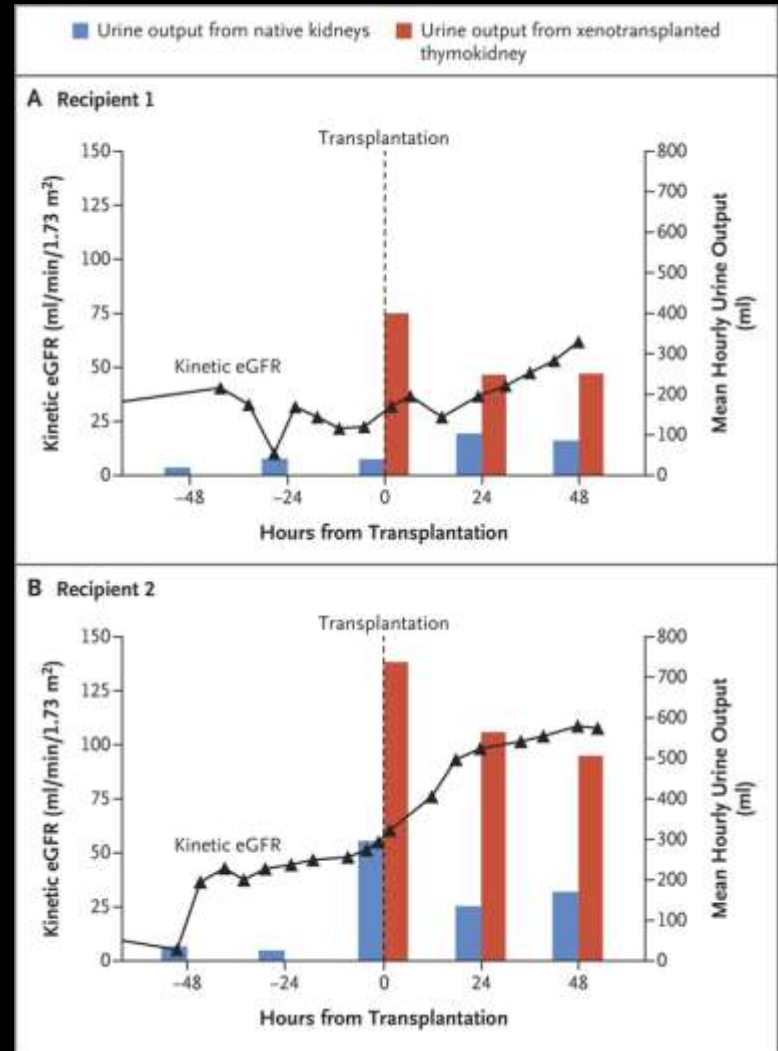 Urine output from native kidneys
Urine output from xenotransplanted
thymokidney
A Recipient 1
Transplantation
150
125
100
75
50
25
0
Kinetic eGFR (ml/min/1.73 m²)
Kinetic eGFR
800
700
600
500
400
300
200
100
0
Mean Hourly Urine Output
(ml)
–48
–24
0
24
48
Hours from Transplantation
B Recipient 2
Transplantation
150
125
100
75
50
25
0
Kinetic eGFR (ml/min/1.73 m²)
Kinetic eGFR
800
700
600
500
400
300
200
100
0
Mean Hourly Urine Output
(ml)
–48
–24
0
24
48
Hours from Transplantation